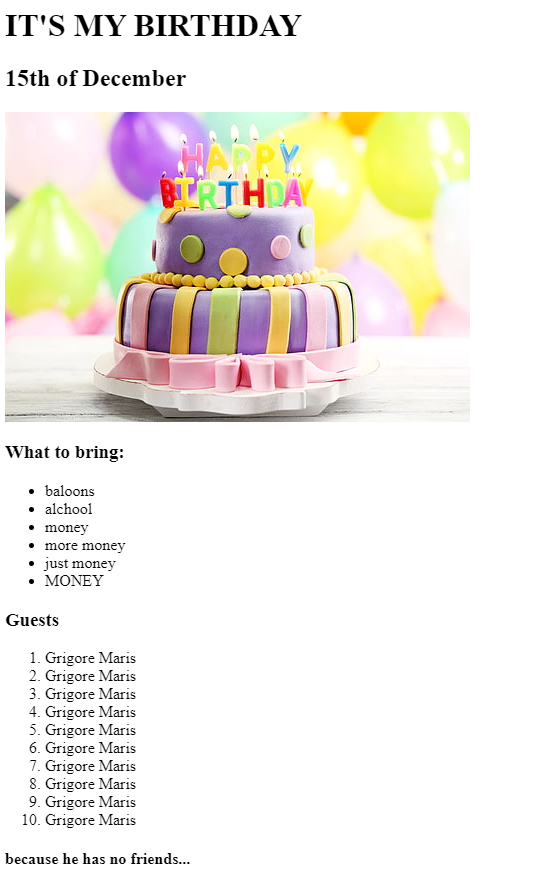 IT'S MY BIRTHDAY
15th of December
HAPPY
BIRTHDAY
What to bring:
baloons
alchool
money
more money
just money
MONEY
Guests
1. Grigore Maris
2. Grigore Maris
3. Grigore Maris
4. Grigore Maris
5. Grigore Maris
6. Grigore Maris
7. Grigore Maris
8. Grigore Maris
9. Grigore Maris
10. Grigore Maris
because he has no friends...